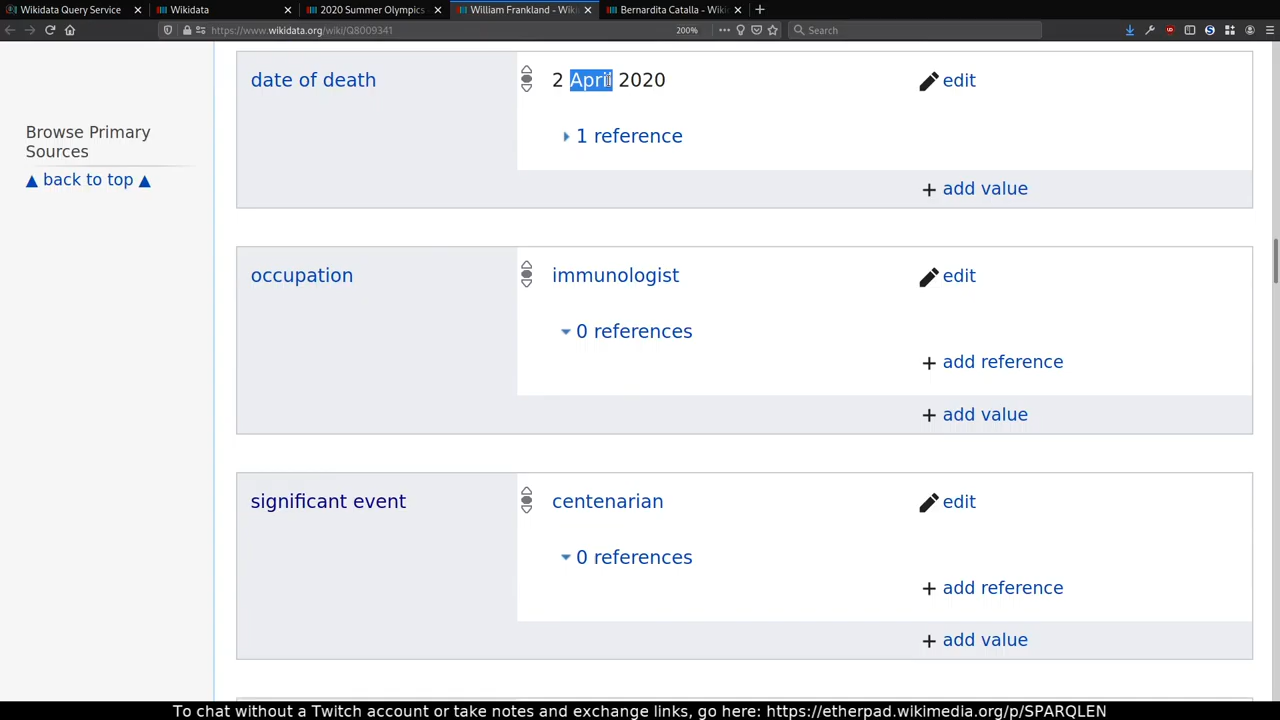 Wikidata Query Service
Wikidata
2020 Summer Olympics
William Frankland - Wiki
Bernardita Catalla - Wiki
https://www.wikidata.org/wiki/Q8009341
200%
Search
Browse Primary
Sources
▲ back to top ▲
date of death
2 April 2020
edit
1 reference
+ add value
occupation
immunologist
edit
0 references
+ add reference
+ add value
significant event
centenarian
edit
0 references
+ add reference
+ add value
To chat without a Twitch account or take notes and exchange links, go here: https://etherpad.wikimedia.org/p/SPARQLEN